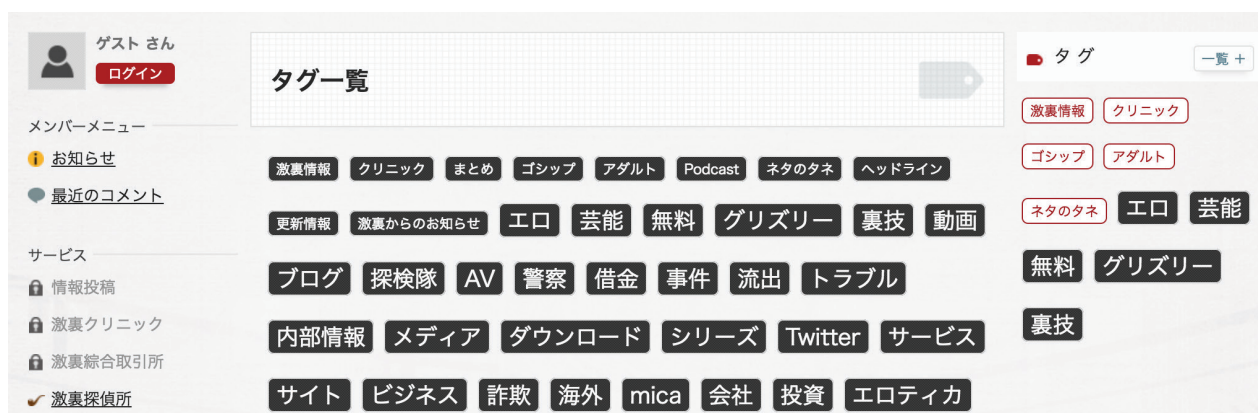 ゲスト さん
ログイン
メンバーメニュー
お知らせ
最近のコメント
サービス
情報投稿
激裏クリニック
激裏綜合取引所
激裏探偵所
タグ一覧
激裏情報 クリニック まとめ ゴシップ アダルト Podcast ネタのタネ ヘッドライン
更新情報 激裏からのお知らせ エロ 芸能 無料 グリズリー 裏技 動画
ブログ 探検隊 AV 警察 借金 事件 流出 トラブル
内部情報 メディア ダウンロード シリーズ Twitter サービス
サイト ビジネス 詐欺 海外 mica 会社 投資 エロティカ
タグ 一覧 +
激裏情報 クリニック
ゴシップ アダルト
ネタのタネ エロ 芸能
無料 グリズリー
裏技